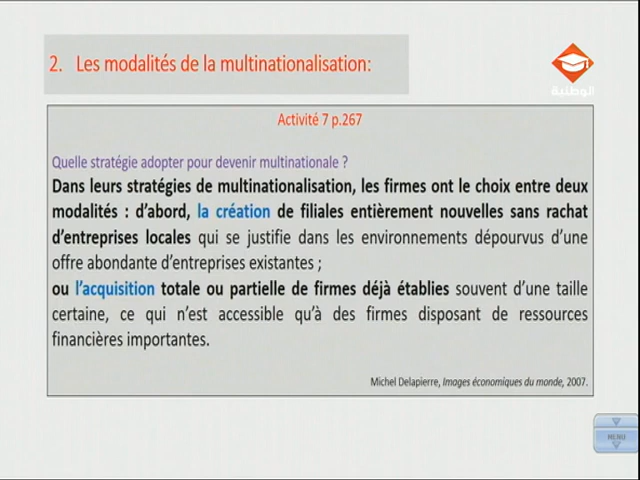 2. Les modalités de la multinationalisation:
الوطنية
Activité 7 p.267
Quelle stratégie adopter pour devenir multinationale ?
Dans leurs stratégies de multinationalisation, les firmes ont le choix entre deux
modalités : d'abord, la création de filiales entièrement nouvelles sans rachat
d'entreprises locales qui se justifie dans les environnements dépourvus d'une
offre abondante d'entreprises existantes ;
ou l'acquisition totale ou partielle de firmes déjà établies souvent d'une taille
certaine, ce qui n'est accessible qu'à des firmes disposant de ressources
financières importantes.
Michel Delapierre, Images économiques du monde, 2007.
MENU